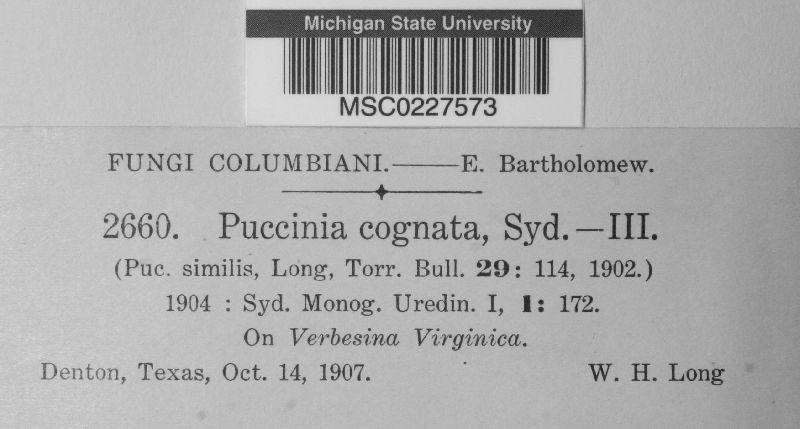 Michigan State University
MSC0227573
FUNGI COLUMBIANI.——E. Bartholomew.
2660. Puccinia cognata, Syd.—III.
(Puc. similis, Long, Torr. Bull. 29: 114, 1902.)
1904 : Syd. Monog. Uredin. I, 1: 172.
On Verbesina Virginica.
Denton, Texas, Oct. 14, 1907. W. H. Long